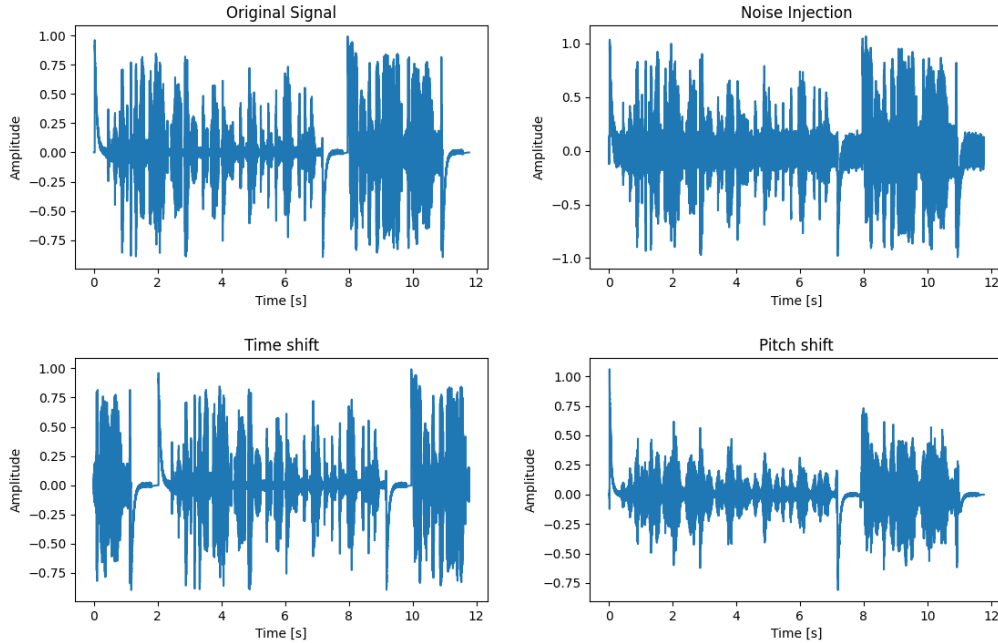 Original Signal
Amplitude
1.00
0.75
0.50
0.25
0.00
−0.25
−0.50
−0.75
0 2 4 6 8 10 12
Time [s]
Noise Injection
Amplitude
1.0
0.5
0.0
−0.5
−1.0
0 2 4 6 8 10 12
Time [s]
Time shift
Amplitude
1.00
0.75
0.50
0.25
0.00
−0.25
−0.50
−0.75
0 2 4 6 8 10 12
Time [s]
Pitch shift
Amplitude
1.00
0.75
0.50
0.25
0.00
−0.25
−0.50
−0.75
0 2 4 6 8 10 12
Time [s]